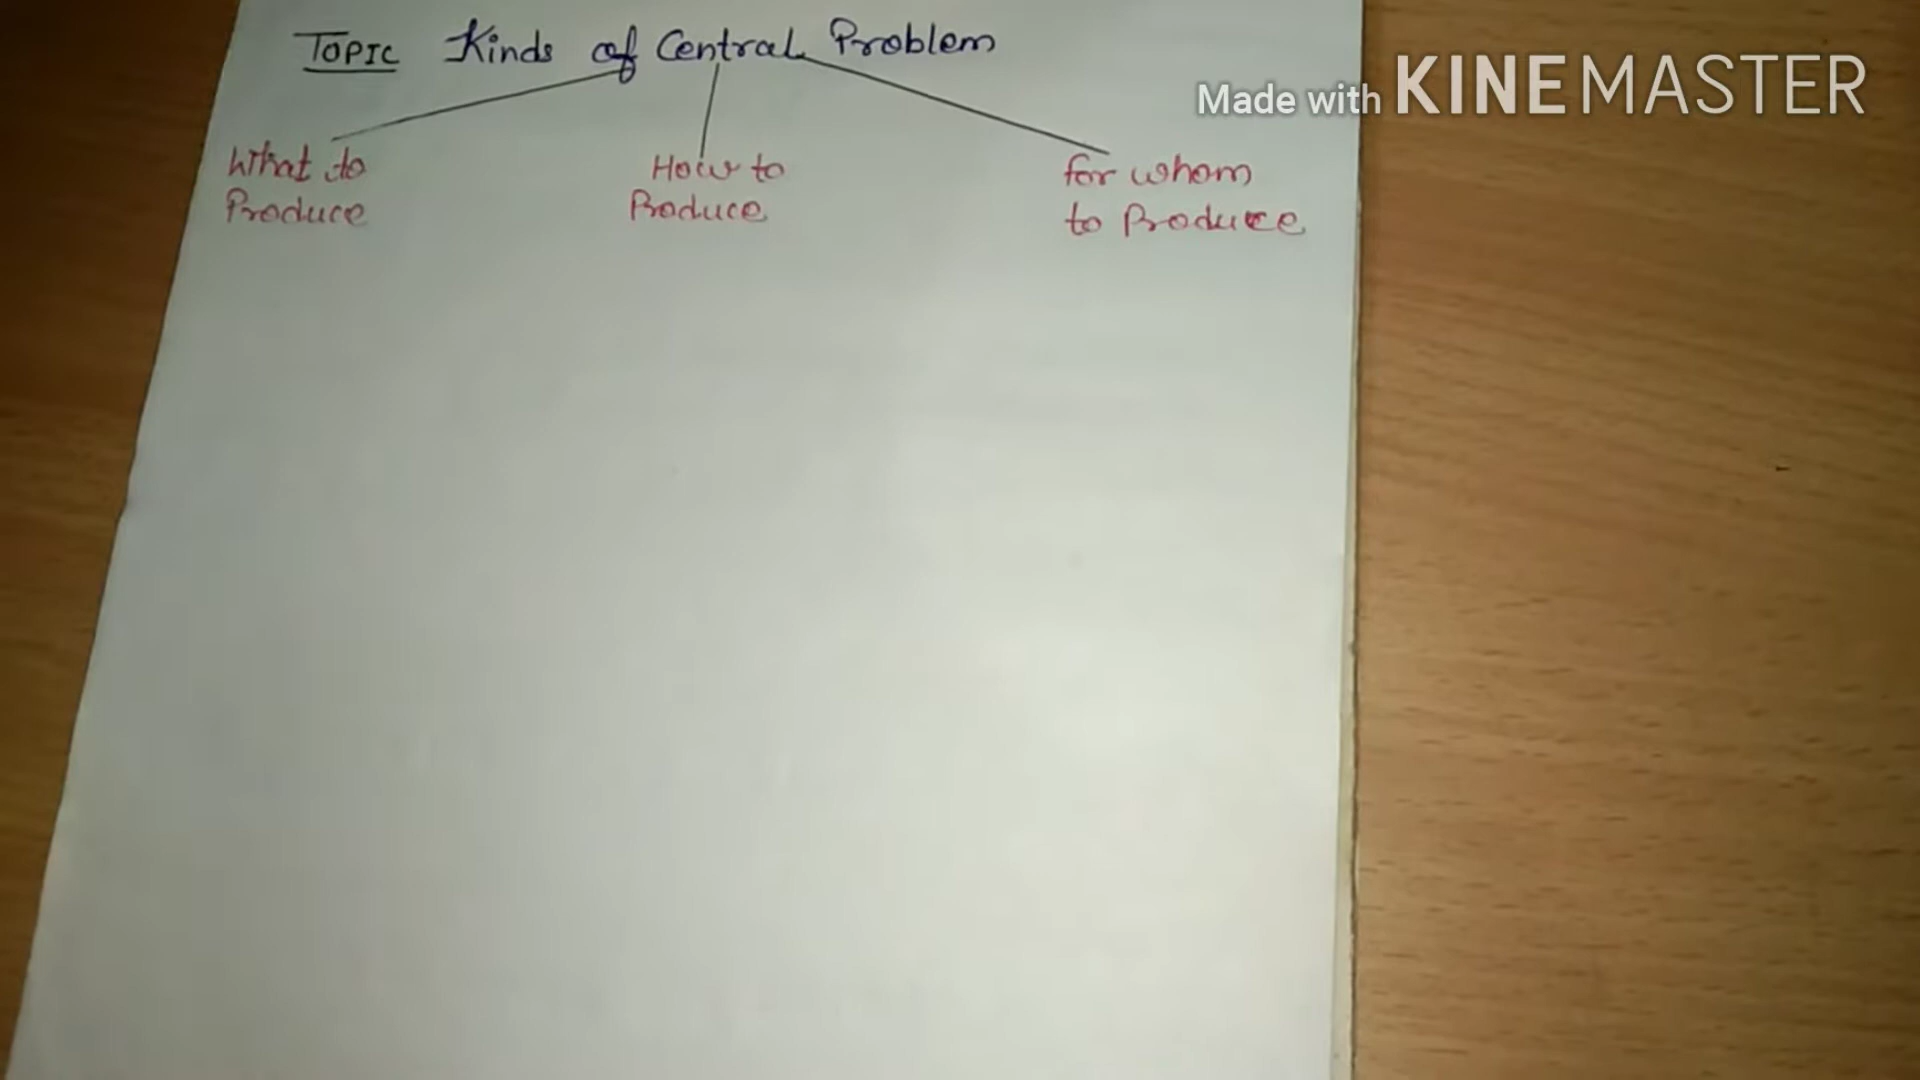 TOPIC Kinds of Central Problem
Made with KINEMASTER
What to
Produce
How to
Produce
for whom
to Produce